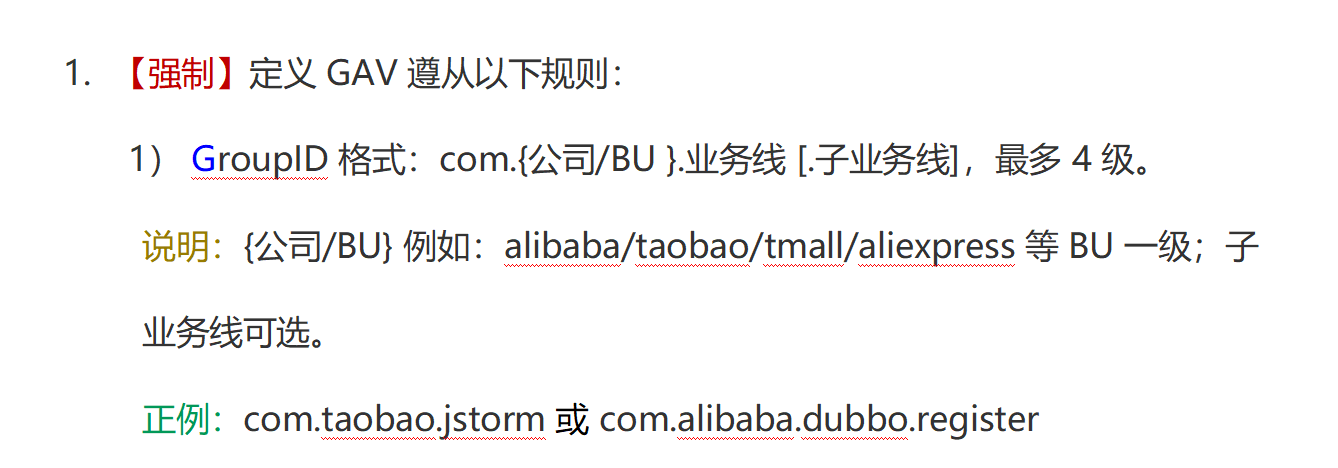 1. 【强制】定义 GAV 遵从以下规则：
1） GroupID 格式：com.{公司/BU }.业务线 [.子业务线]，最多 4 级。
说明：{公司/BU} 例如：alibaba/taobao/tmall/aliexpress 等 BU 一级；子
业务线可选。
正例：com.taobao.jstorm 或 com.alibaba.dubbo.register